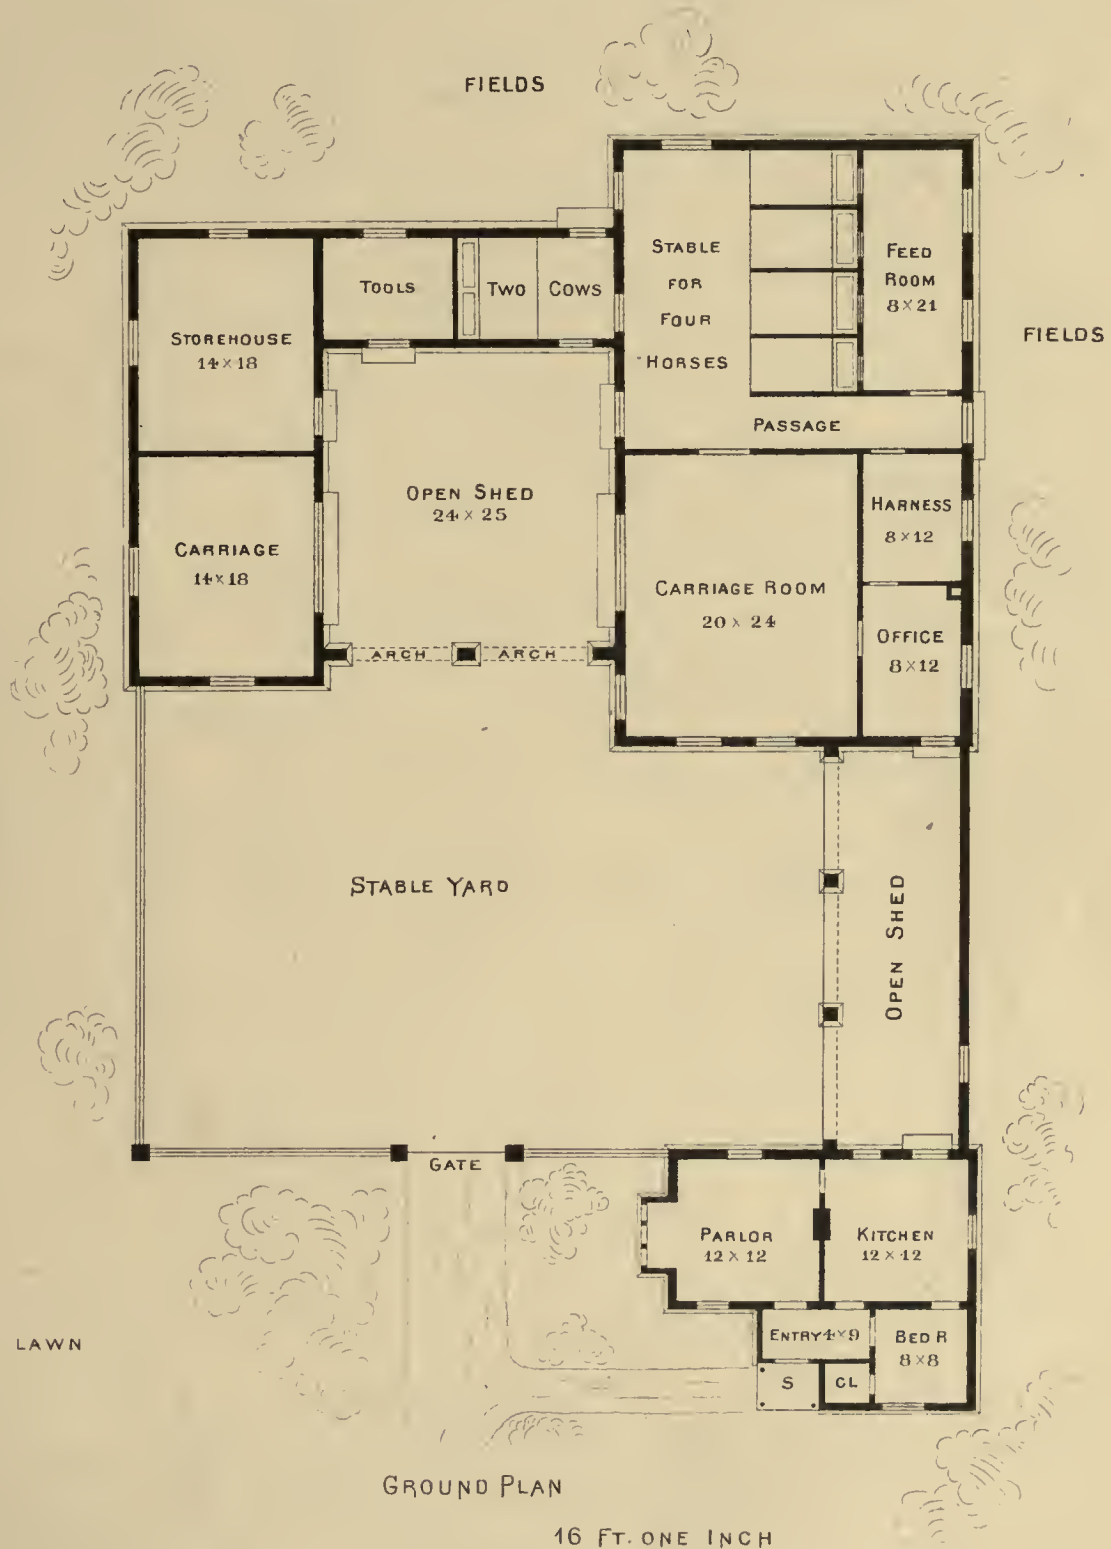 FIELDS
STABLE
FOR
FOUR
HORSES
FEED
ROOM
8×21
TOOLS
TWO COWS
STOREHOUSE
14×18
FIELDS
PASSAGE
OPEN SHED
24×25
HARNESS
8×12
CARRIAGE
14×18
CARRIAGE ROOM
20×24
OFFICE
8×12
ARCH ARCH
STABLE YARD
OPEN SHED
GATE
PARLOR
12×12
KITCHEN
12×12
ENTRY 4×9
BED R
8×8
LAWN
S
CL
GROUND PLAN
16 FT. ONE INCH